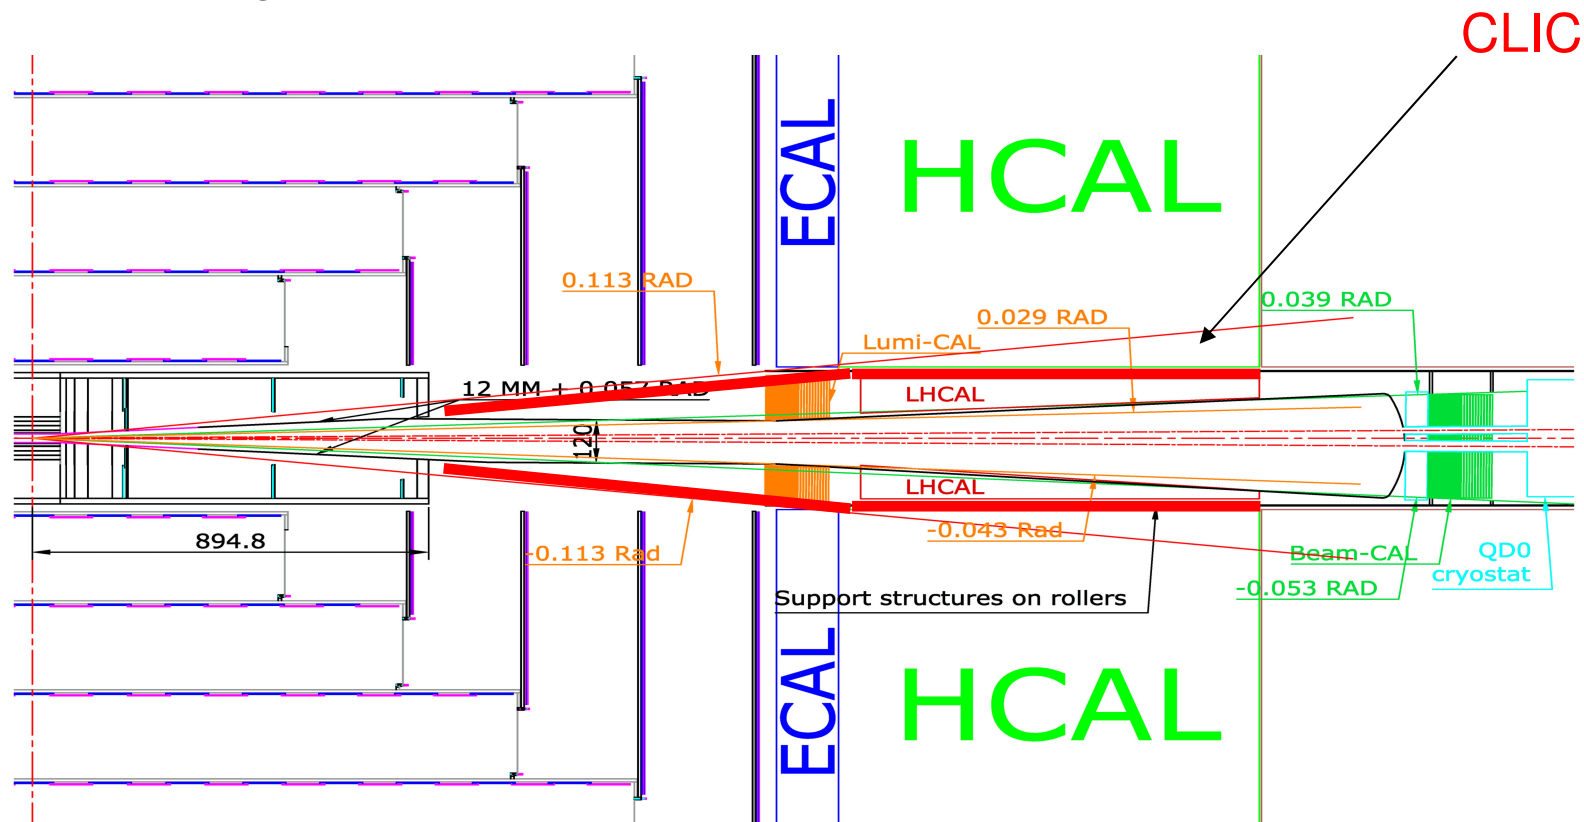 CLIC
ECAL
HCAL
0.113 RAD
0.029 RAD
0.039 RAD
Lumi-CAL
12 MM + 0.057 RAD
LHCAL
120
LHCAL
894.8
-0.113 Rad
-0.043 Rad
Beam-CAL
QD0
cryostat
-0.053 RAD
Support structures on rollers
ECAL
HCAL